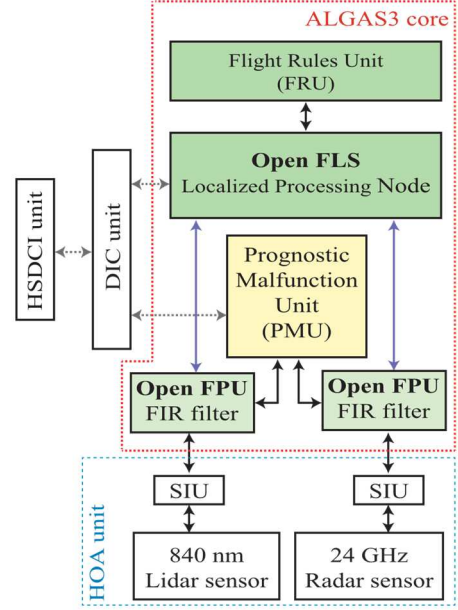 ALGAS3 core
Flight Rules Unit
(FRU)
Open FLS
Localized Processing Node
HSDCI unit
DIC unit
Prognostic
Malfunction
Unit
(PMU)
Open FPU
FIR filter
Open FPU
FIR filter
HOA unit
SIU
SIU
840 nm
Lidar sensor
24 GHz
Radar sensor